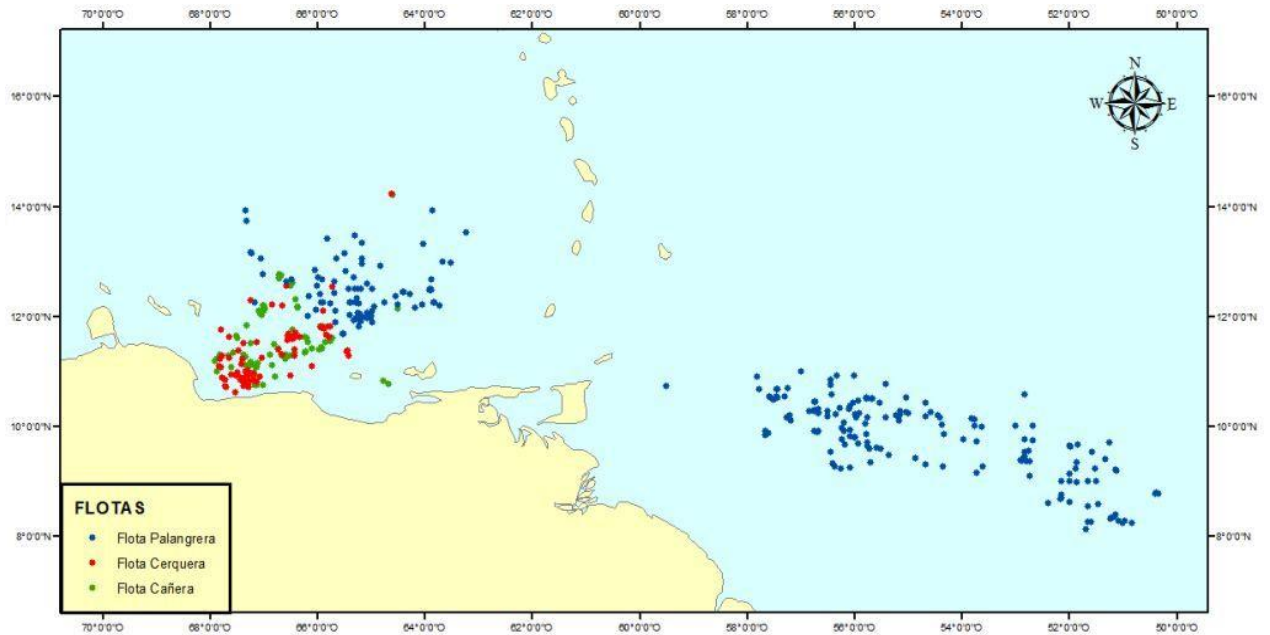 70°0'0"O 68°0'0"O 66°0'0"O 64°0'0"O 62°0'0"O 60°0'0"O 58°0'0"O 56°0'0"O 54°0'0"O 52°0'0"O 50°0'0"O
N
W E
S
16°0'0"N 16°0'0"N
14°0'0"N 14°0'0"N
12°0'0"N 12°0'0"N
10°0'0"N 10°0'0"N
8°0'0"N 8°0'0"N
FLOTAS
Flota Palangrera
Flota Cerquera
Flota Cañera
70°0'0"O 68°0'0"O 66°0'0"O 64°0'0"O 62°0'0"O 60°0'0"O 58°0'0"O 56°0'0"O 54°0'0"O 52°0'0"O 50°0'0"O